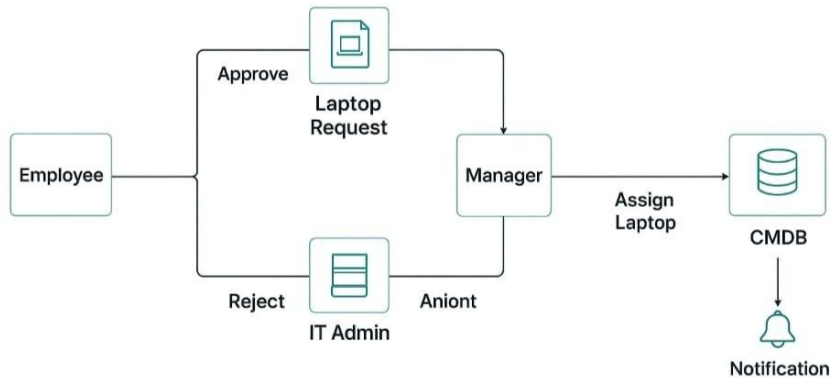 Approve
Laptop
Request
Employee
Manager
Assign
Laptop
CMDB
Reject
Aniont
IT Admin
Notification